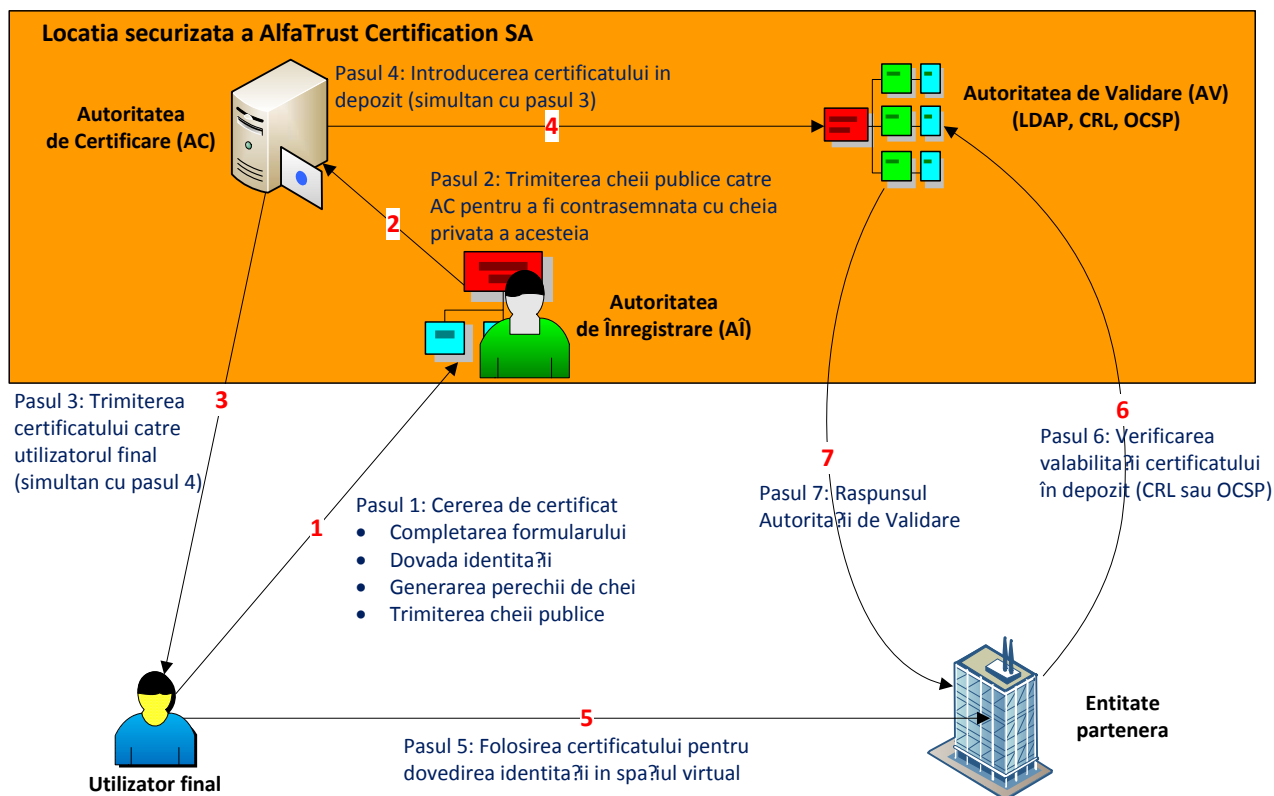 Locatia securizata a AlfaTrust Certification SA
Autoritatea
de Certificare (AC)
Pasul 4: Introducerea certificatului in
depozit (simultan cu pasul 3)
4
Autoritatea de Validare (AV)
(LDAP, CRL, OCSP)
Pasul 2: Trimiterea cheii publice catre
AC pentru a fi contrasemnata cu cheia
privata a acesteia
2
Autoritatea
de Înregistrare (AÎ)
Pasul 3: Trimiterea
certificatului catre
utilizatorul final
(simultan cu pasul 4)
3
1
Pasul 1: Cererea de certificat
• Completarea formularului
• Dovada identita?ii
• Generarea perechii de chei
• Trimiterea cheii publice
7
Pasul 7: Raspunsul
Autorita?ii de Validare
6
Pasul 6: Verificarea
valabilita?ii certificatului
în depozit (CRL sau OCSP)
Utilizator final
5
Pasul 5: Folosirea certificatului pentru
dovedirea identita?ii in spa?iul virtual
Entitate
partenera